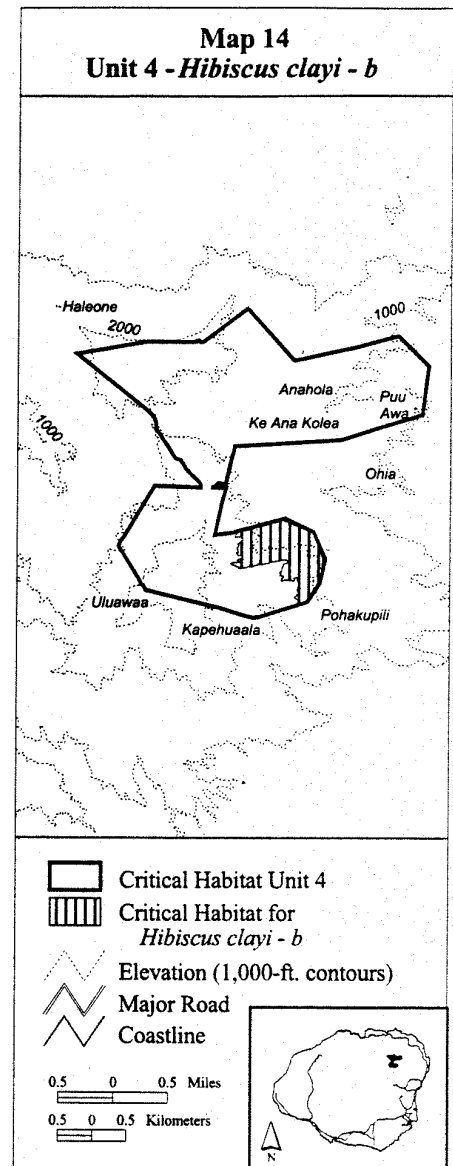 Map 14
Unit 4 - Hibiscus clayi - b
Haleone
2000
1000
Anahola
Puu
Awa
Ke Ana Kolea
1000
Ohia
Uluawaa
Kapehuaala
Pohakupili
Critical Habitat Unit 4
Critical Habitat for
Hibiscus clayi - b
Elevation (1,000-ft. contours)
Major Road
Coastline
0.5 0 0.5 Miles
0.5 0 0.5
Kilometers
N